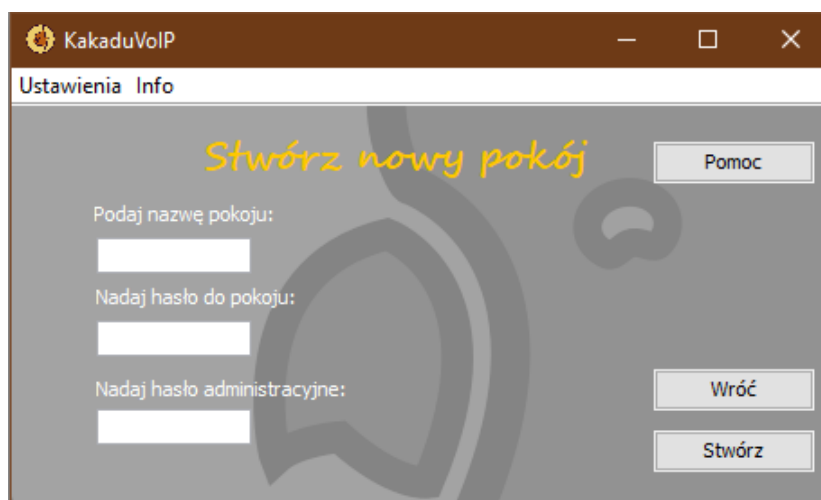 KakaduVoIP
Ustawienia Info
Stwórz nowy pokój
Pomoc
Podaj nazwę pokoju:
Nadaj hasło do pokoju:
Nadaj hasło administracyjne:
Wróć
Stwórz